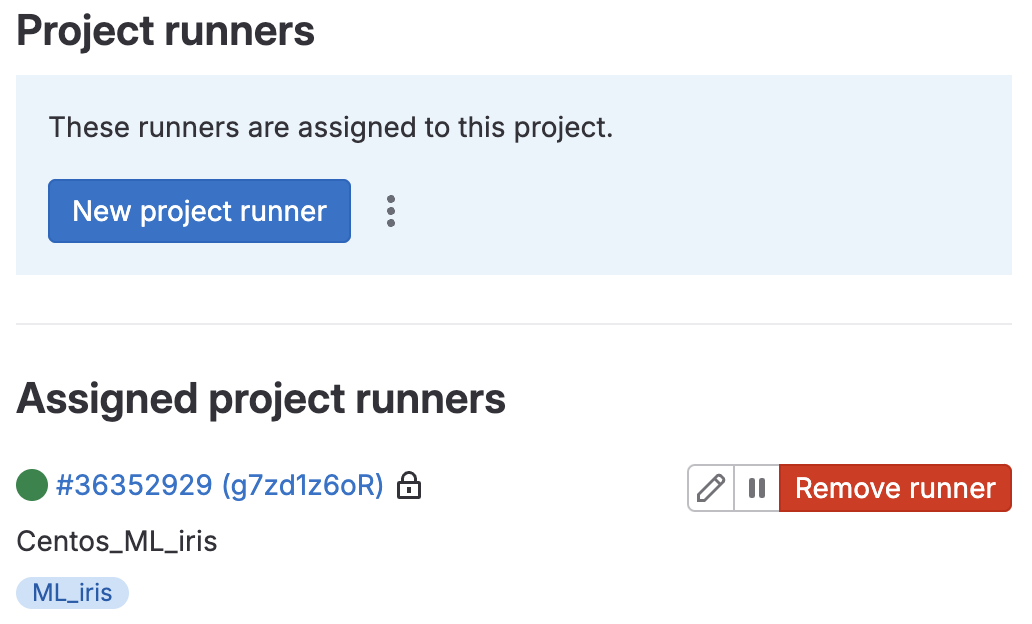 Project runners
These runners are assigned to this project.
New project runner
Assigned project runners
#36352929 (g7zd1z6oR)
Remove runner
Centos_ML_iris
ML_iris